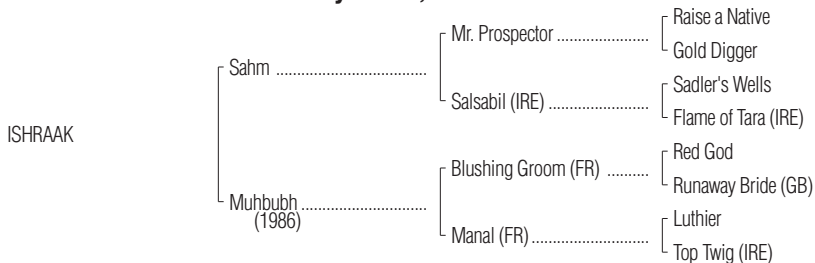 Raise a Native
Mr. Prospector ....................
Gold Digger
Sahm .................................
Sadler's Wells
Salsabil (IRE) ......................
Flame of Tara (IRE)
ISHRAAK
Red God
Blushing Groom (FR) ..........
Runaway Bride (GB)
Muhbubh ...........................
(1986)
Luthier
Manal (FR)..........................
Top Twig (IRE)